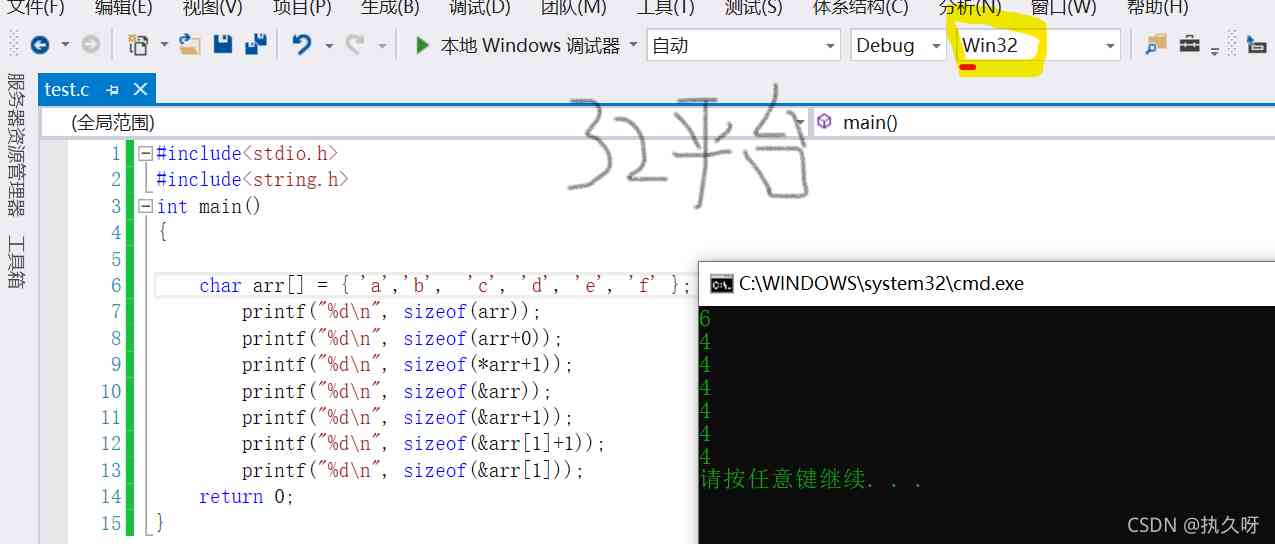 文件(F) 编辑(E) 视图(V) 项目(P) 生成(B) 调试(D) 团队(M) 工具(T) 测试(S) 体系结构(C) 分析(N) 窗口(W) 帮助(H)
本地 Windows 调试器 自动 Debug Win32
服务器资源管理器 工具箱
test.c
(全局范围) main()
32平台
1 #include<stdio.h>
2 #include<string.h>
3 int main()
4 {
5
6 char arr[] = { 'a','b', 'c', 'd', 'e', 'f' };
7 printf("%d\n", sizeof(arr));
8 printf("%d\n", sizeof(arr+0));
9 printf("%d\n", sizeof(*arr+1));
10 printf("%d\n", sizeof(&arr));
11 printf("%d\n", sizeof(&arr+1));
12 printf("%d\n", sizeof(&arr[1]+1));
13 printf("%d\n", sizeof(&arr[1]));
14 return 0;
15 }
C:\WINDOWS\system32\cmd.exe
6
4
4
4
4
4
4
请按任意键继续. . .
CSDN @执久呀